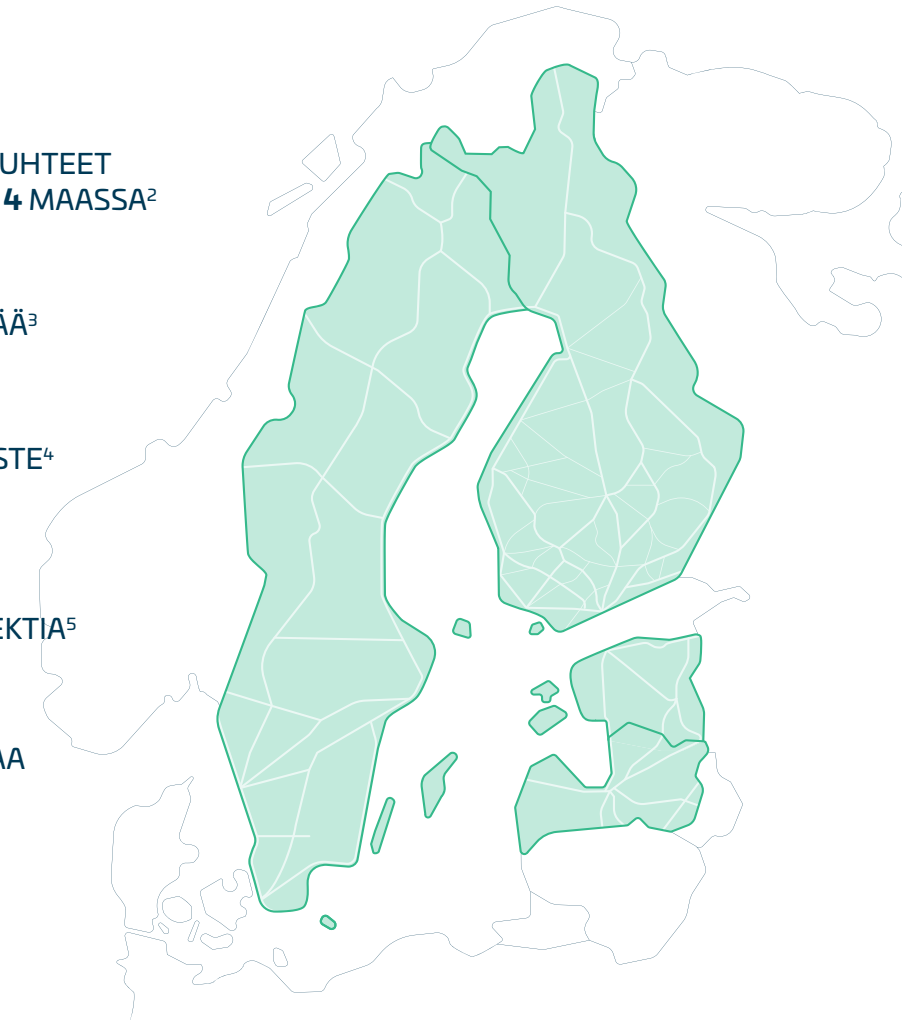 UHTEET
4 MAASSA²
ÄÄ³
STE⁴
EKTIA⁵
AA